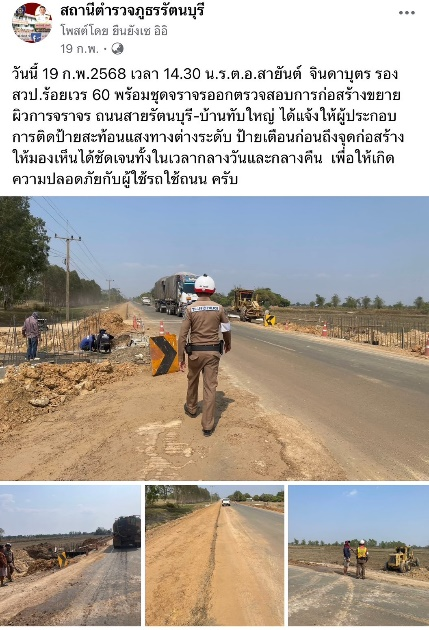 สถานีตำรวจภูธรรัตนบุรี
โพสต์โดย ยืนยังเซ อิอิ
19 ก.พ. ·
วันนี้ 19 ก.พ.2568 เวลา 14.30 น.ร.ต.อ.สายันต์ จินดาบุตร รอง
สวป.ร้อยเวร 60 พร้อมชุดจราจรออกตรวจสอบการก่อสร้างขยาย
ผิวการจราจร ถนนสายรัตนบุรี-บ้านทับใหญ่ ได้แจ้งให้ผู้ประกอบ
การติดป้ายสะท้อนแสงทางต่างระดับ ป้ายเตือนก่อนถึงจุดก่อสร้าง
ให้มองเห็นได้ชัดเจนทั้งในเวลากลางวันและกลางคืน เพื่อให้เกิด
ความปลอดภัยกับผู้ใช้รถใช้ถนน ครับ